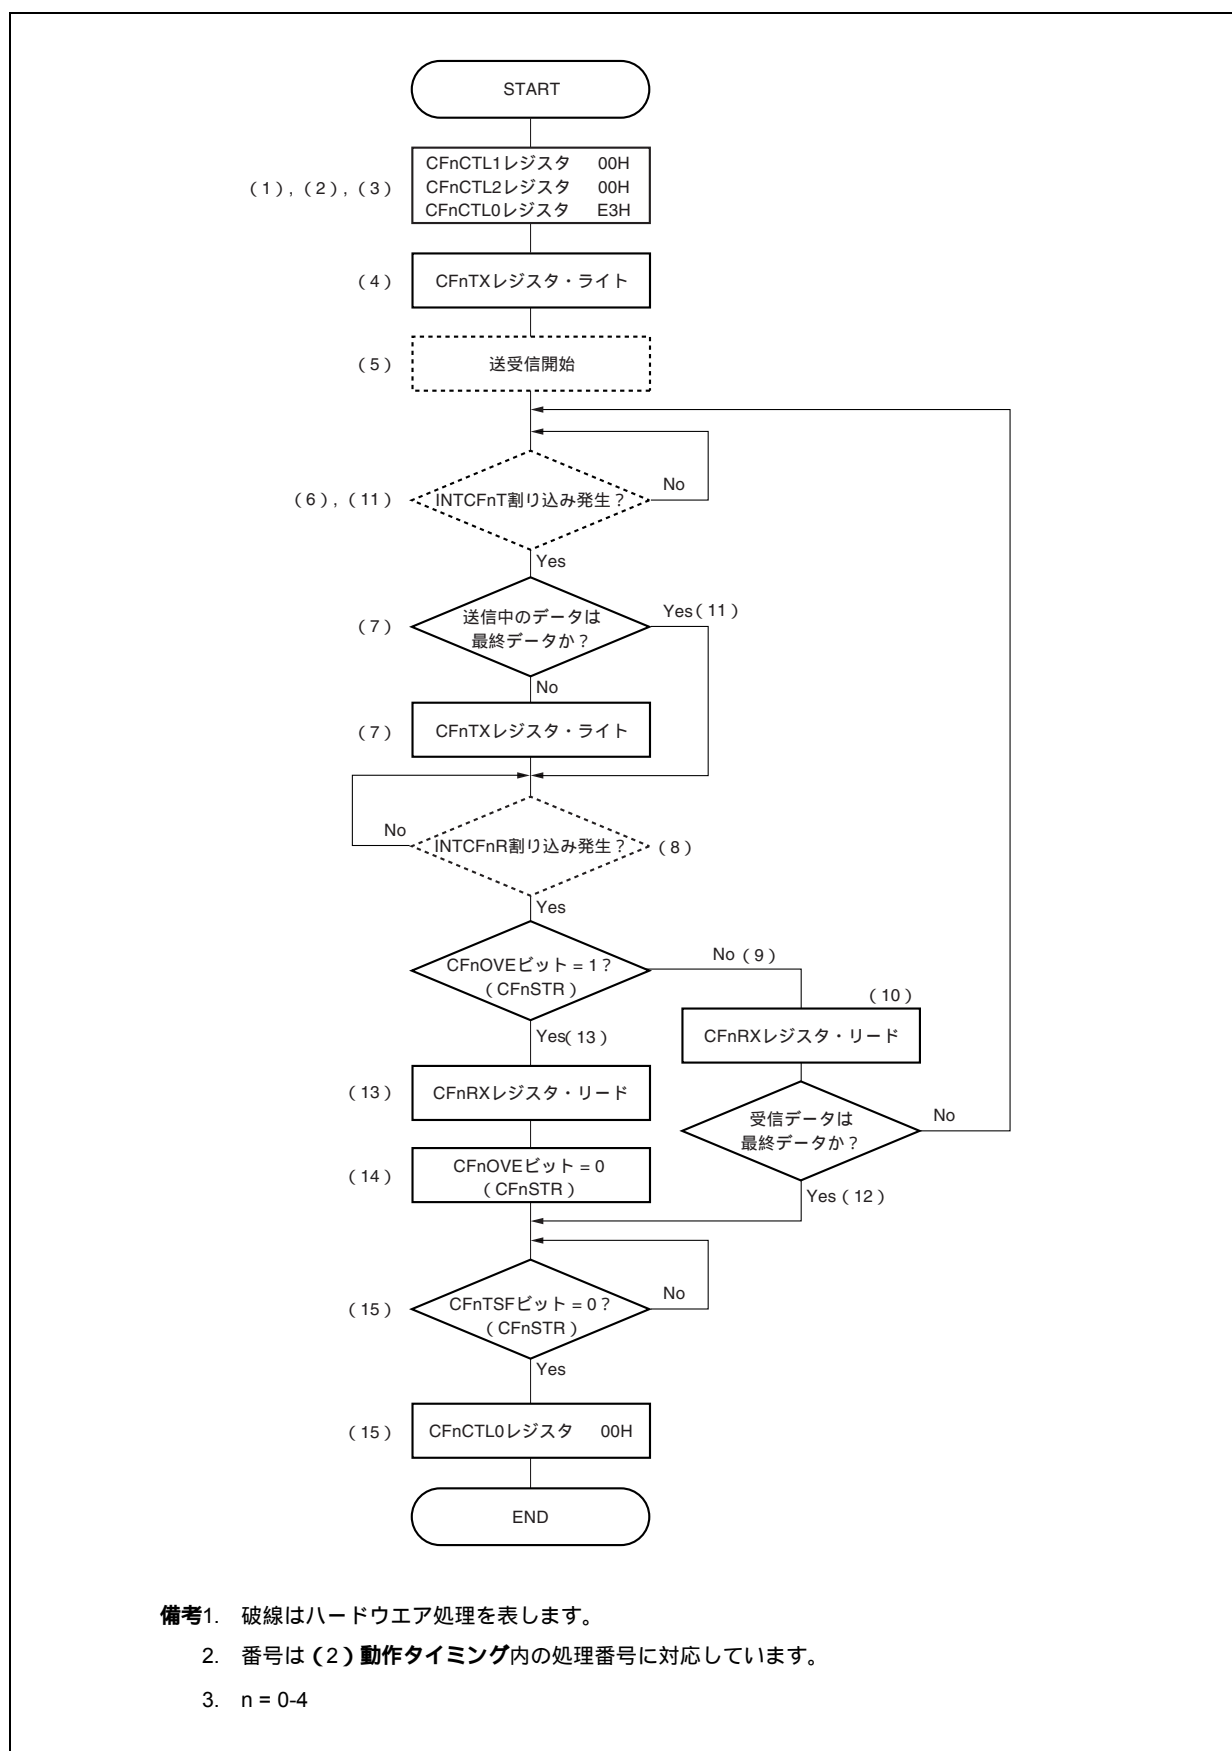 START
CFnCTL1レジスタ 00H
CFnCTL2レジスタ 00H
CFnCTL0レジスタ E3H
(1), (2), (3)
(4)
CFnTXレジスタ・ライト
(5)
送受信開始
(6), (11)
INTCFnT割り込み発生？
No
Yes
(7)
送信中のデータは
最終データか？
Yes(11)
No
(7)
CFnTXレジスタ・ライト
No
INTCFnR割り込み発生？
(8)
Yes
CFnOVEビット = 1？
(CFnSTR)
No (9)
Yes(13)
(10)
CFnRXレジスタ・リード
(13)
CFnRXレジスタ・リード
受信データは
最終データか？
No
Yes (12)
(14)
CFnOVEビット = 0
(CFnSTR)
(15)
CFnTSFビット = 0？
(CFnSTR)
No
Yes
(15)
CFnCTL0レジスタ 00H
END
備考1. 破線はハードウエア処理を表します。
2. 番号は(2)動作タイミング内の処理番号に対応しています。
3. n = 0-4